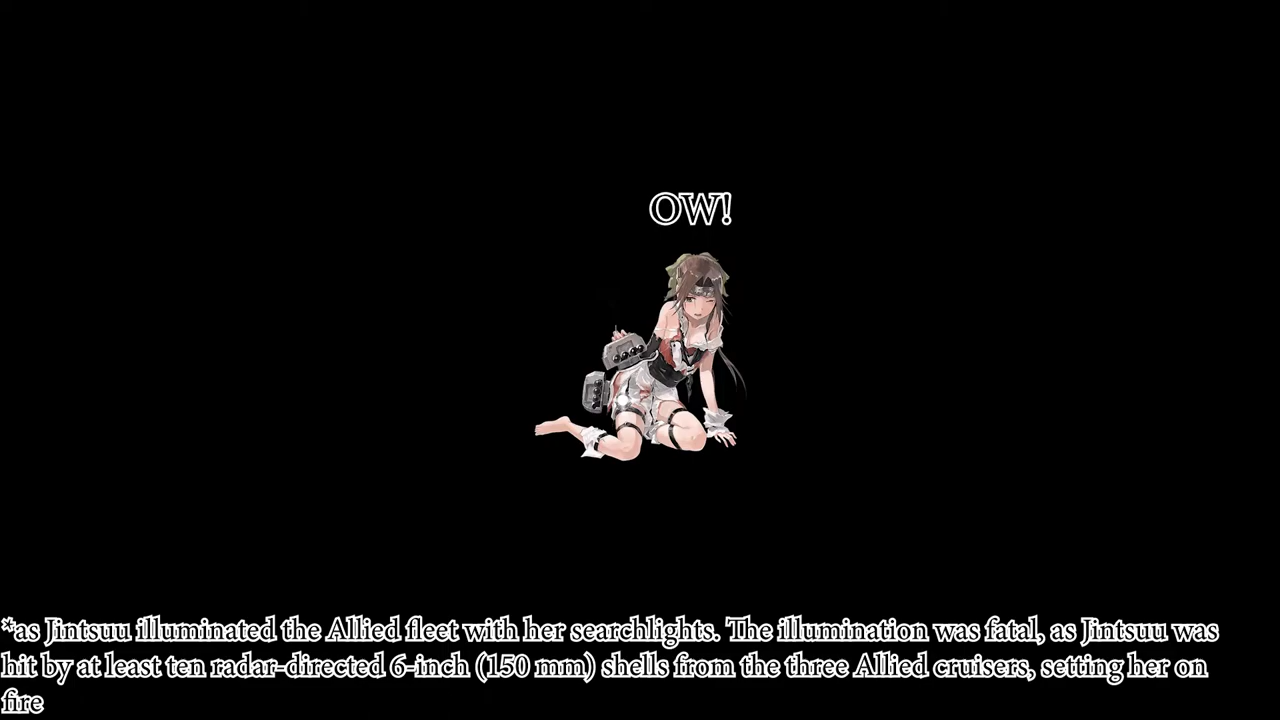 OW!
*as Jintsuu illuminated the Allied fleet with her searchlights. The illumination was fatal, as Jintsuu was
hit by at least ten radar-directed 6-inch (150 mm) shells from the three Allied cruisers, setting her on
fire